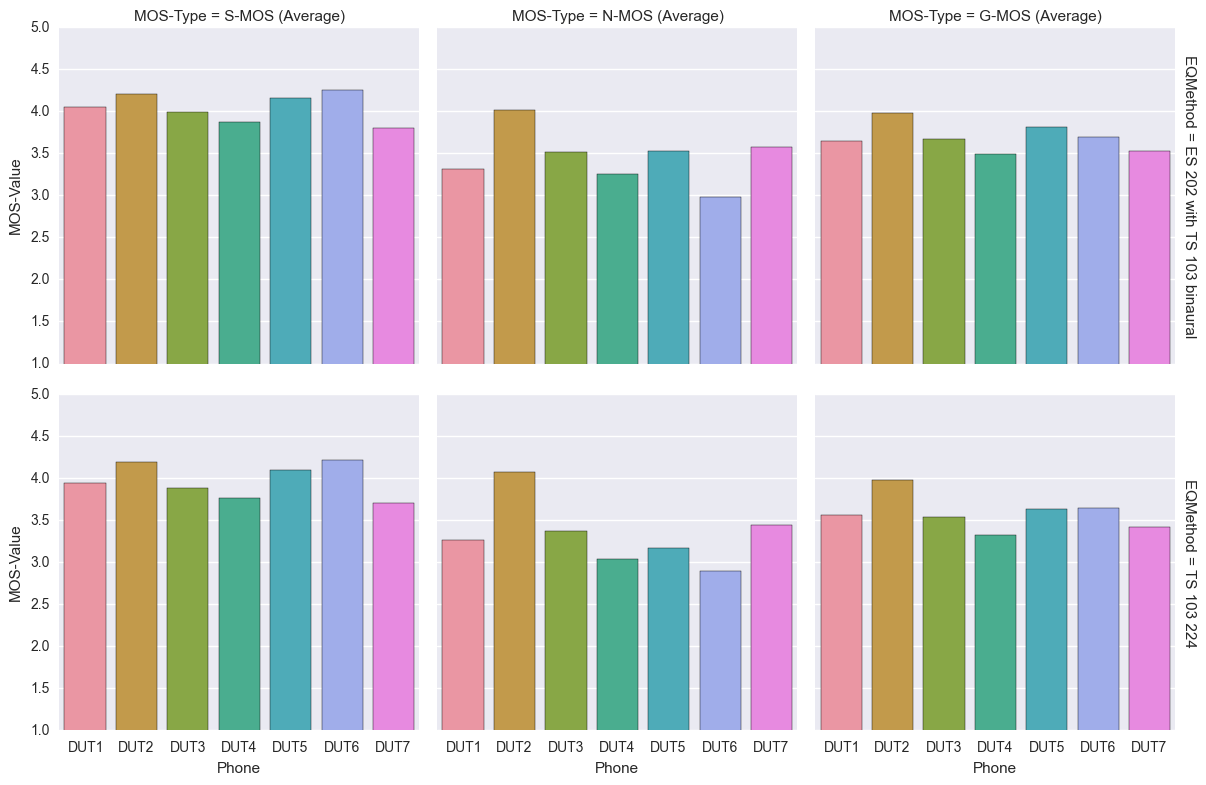 MOS-Type = S-MOS (Average)
MOS-Type = N-MOS (Average)
MOS-Type = G-MOS (Average)
5.0
4.5
4.0
3.5
3.0
2.5
2.0
1.5
1.0
MOS-Value
EQMethod = ES 202 with TS 103 binaural
5.0
4.5
4.0
3.5
3.0
2.5
2.0
1.5
1.0
MOS-Value
EQMethod = TS 103 224
DUT1 DUT2 DUT3 DUT4 DUT5 DUT6 DUT7
Phone
DUT1 DUT2 DUT3 DUT4 DUT5 DUT6 DUT7
Phone
DUT1 DUT2 DUT3 DUT4 DUT5 DUT6 DUT7
Phone